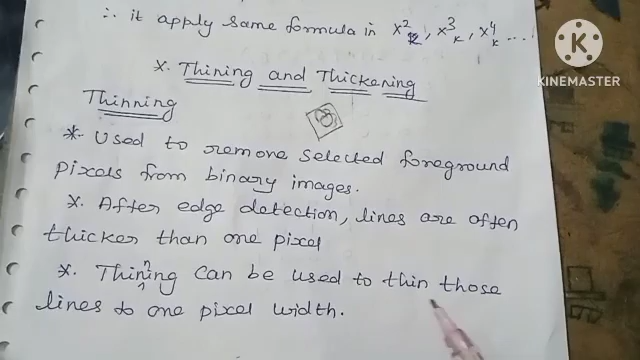 ∴ it apply same formula in x²ₖ, x³ₖ, x⁴ₖ ...
KINEMASTER
*. Thining and Thickening
Thinning
*. Used to remove selected foreground
pixels from binary images.
*. After edge detection, lines are often
thicker than one pixel
*. Thinning can be used to thin those
lines to one pixel width.